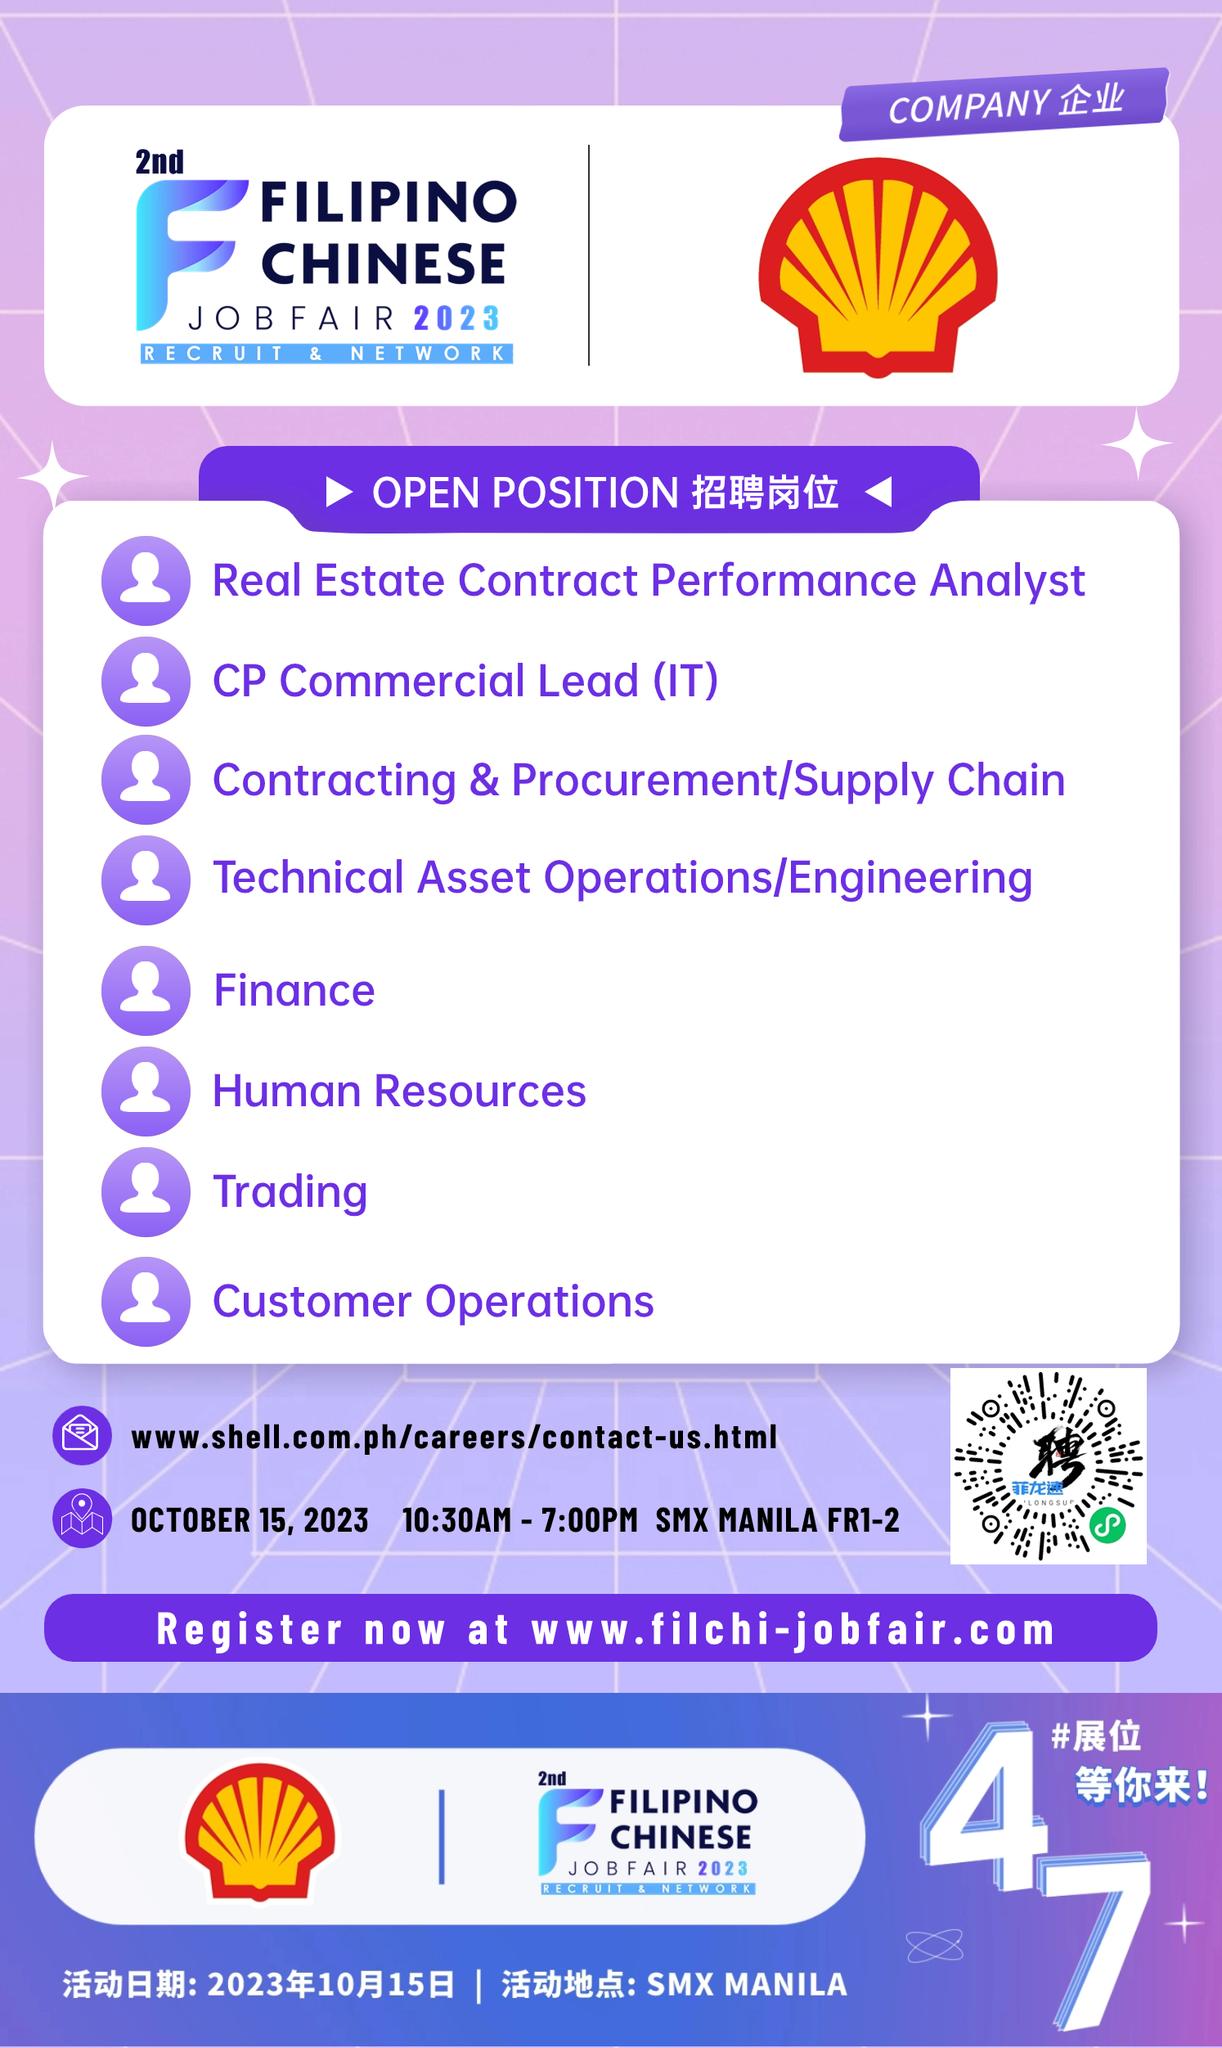 COMPANY 企业
2nd
FILIPINO
CHINESE
JOBFAIR 2023
RECRUIT & NETWORK
OPEN POSITION 招聘岗位
Real Estate Contract Performance Analyst
CP Commercial Lead (IT)
Contracting & Procurement/Supply Chain
Technical Asset Operations/Engineering
Finance
Human Resources
Trading
Customer Operations
www.shell.com.ph/careers/contact-us.html
OCTOBER 15, 2023 10:30AM - 7:00PM SMX MANILA FR1-2
聘
菲龙速
Register now at www.filchi-jobfair.com
2nd
FILIPINO
CHINESE
JOBFAIR 2023
RECRUIT & NETWORK
47
#展位
等你来!
活动日期: 2023年10月15日 | 活动地点: SMX MANILA